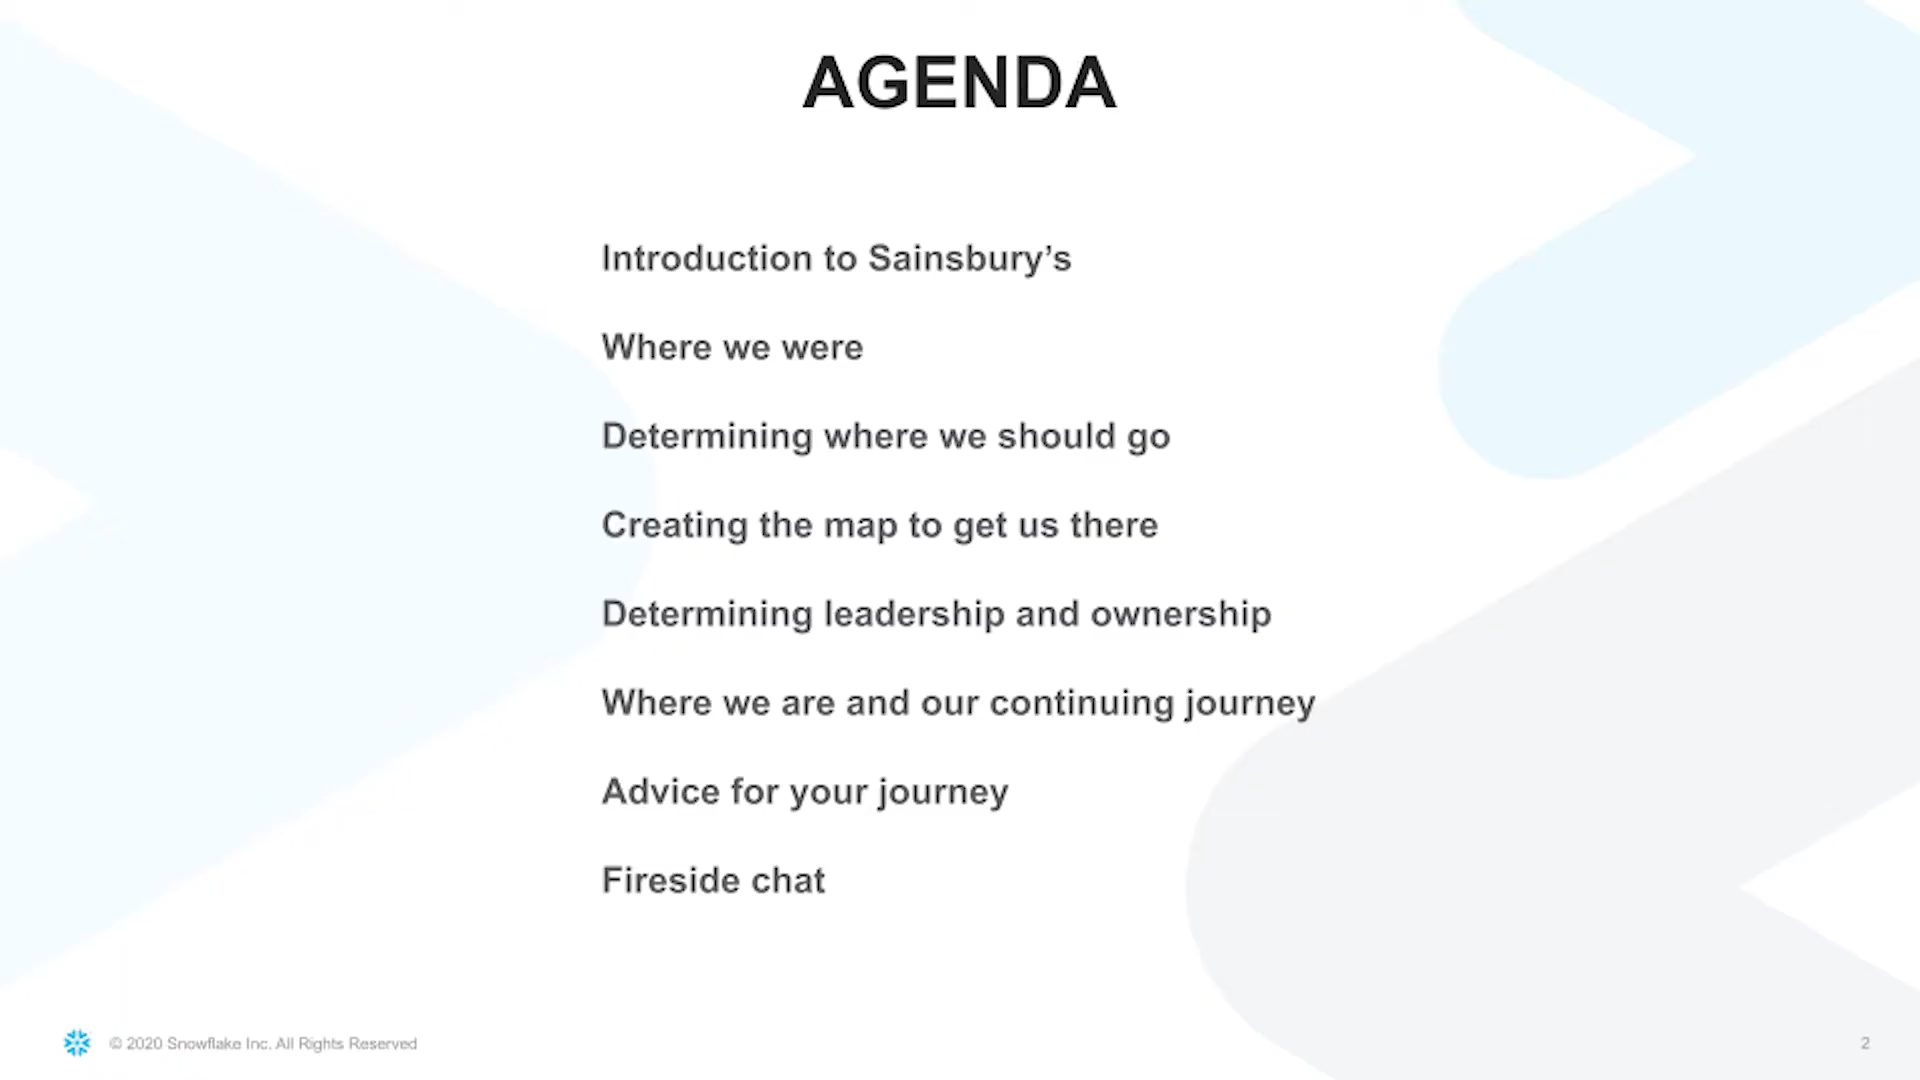 AGENDA
Introduction to Sainsbury’s
Where we were
Determining where we should go
Creating the map to get us there
Determining leadership and ownership
Where we are and our continuing journey
Advice for your journey
Fireside chat
© 2020 Snowflake Inc. All Rights Reserved
2